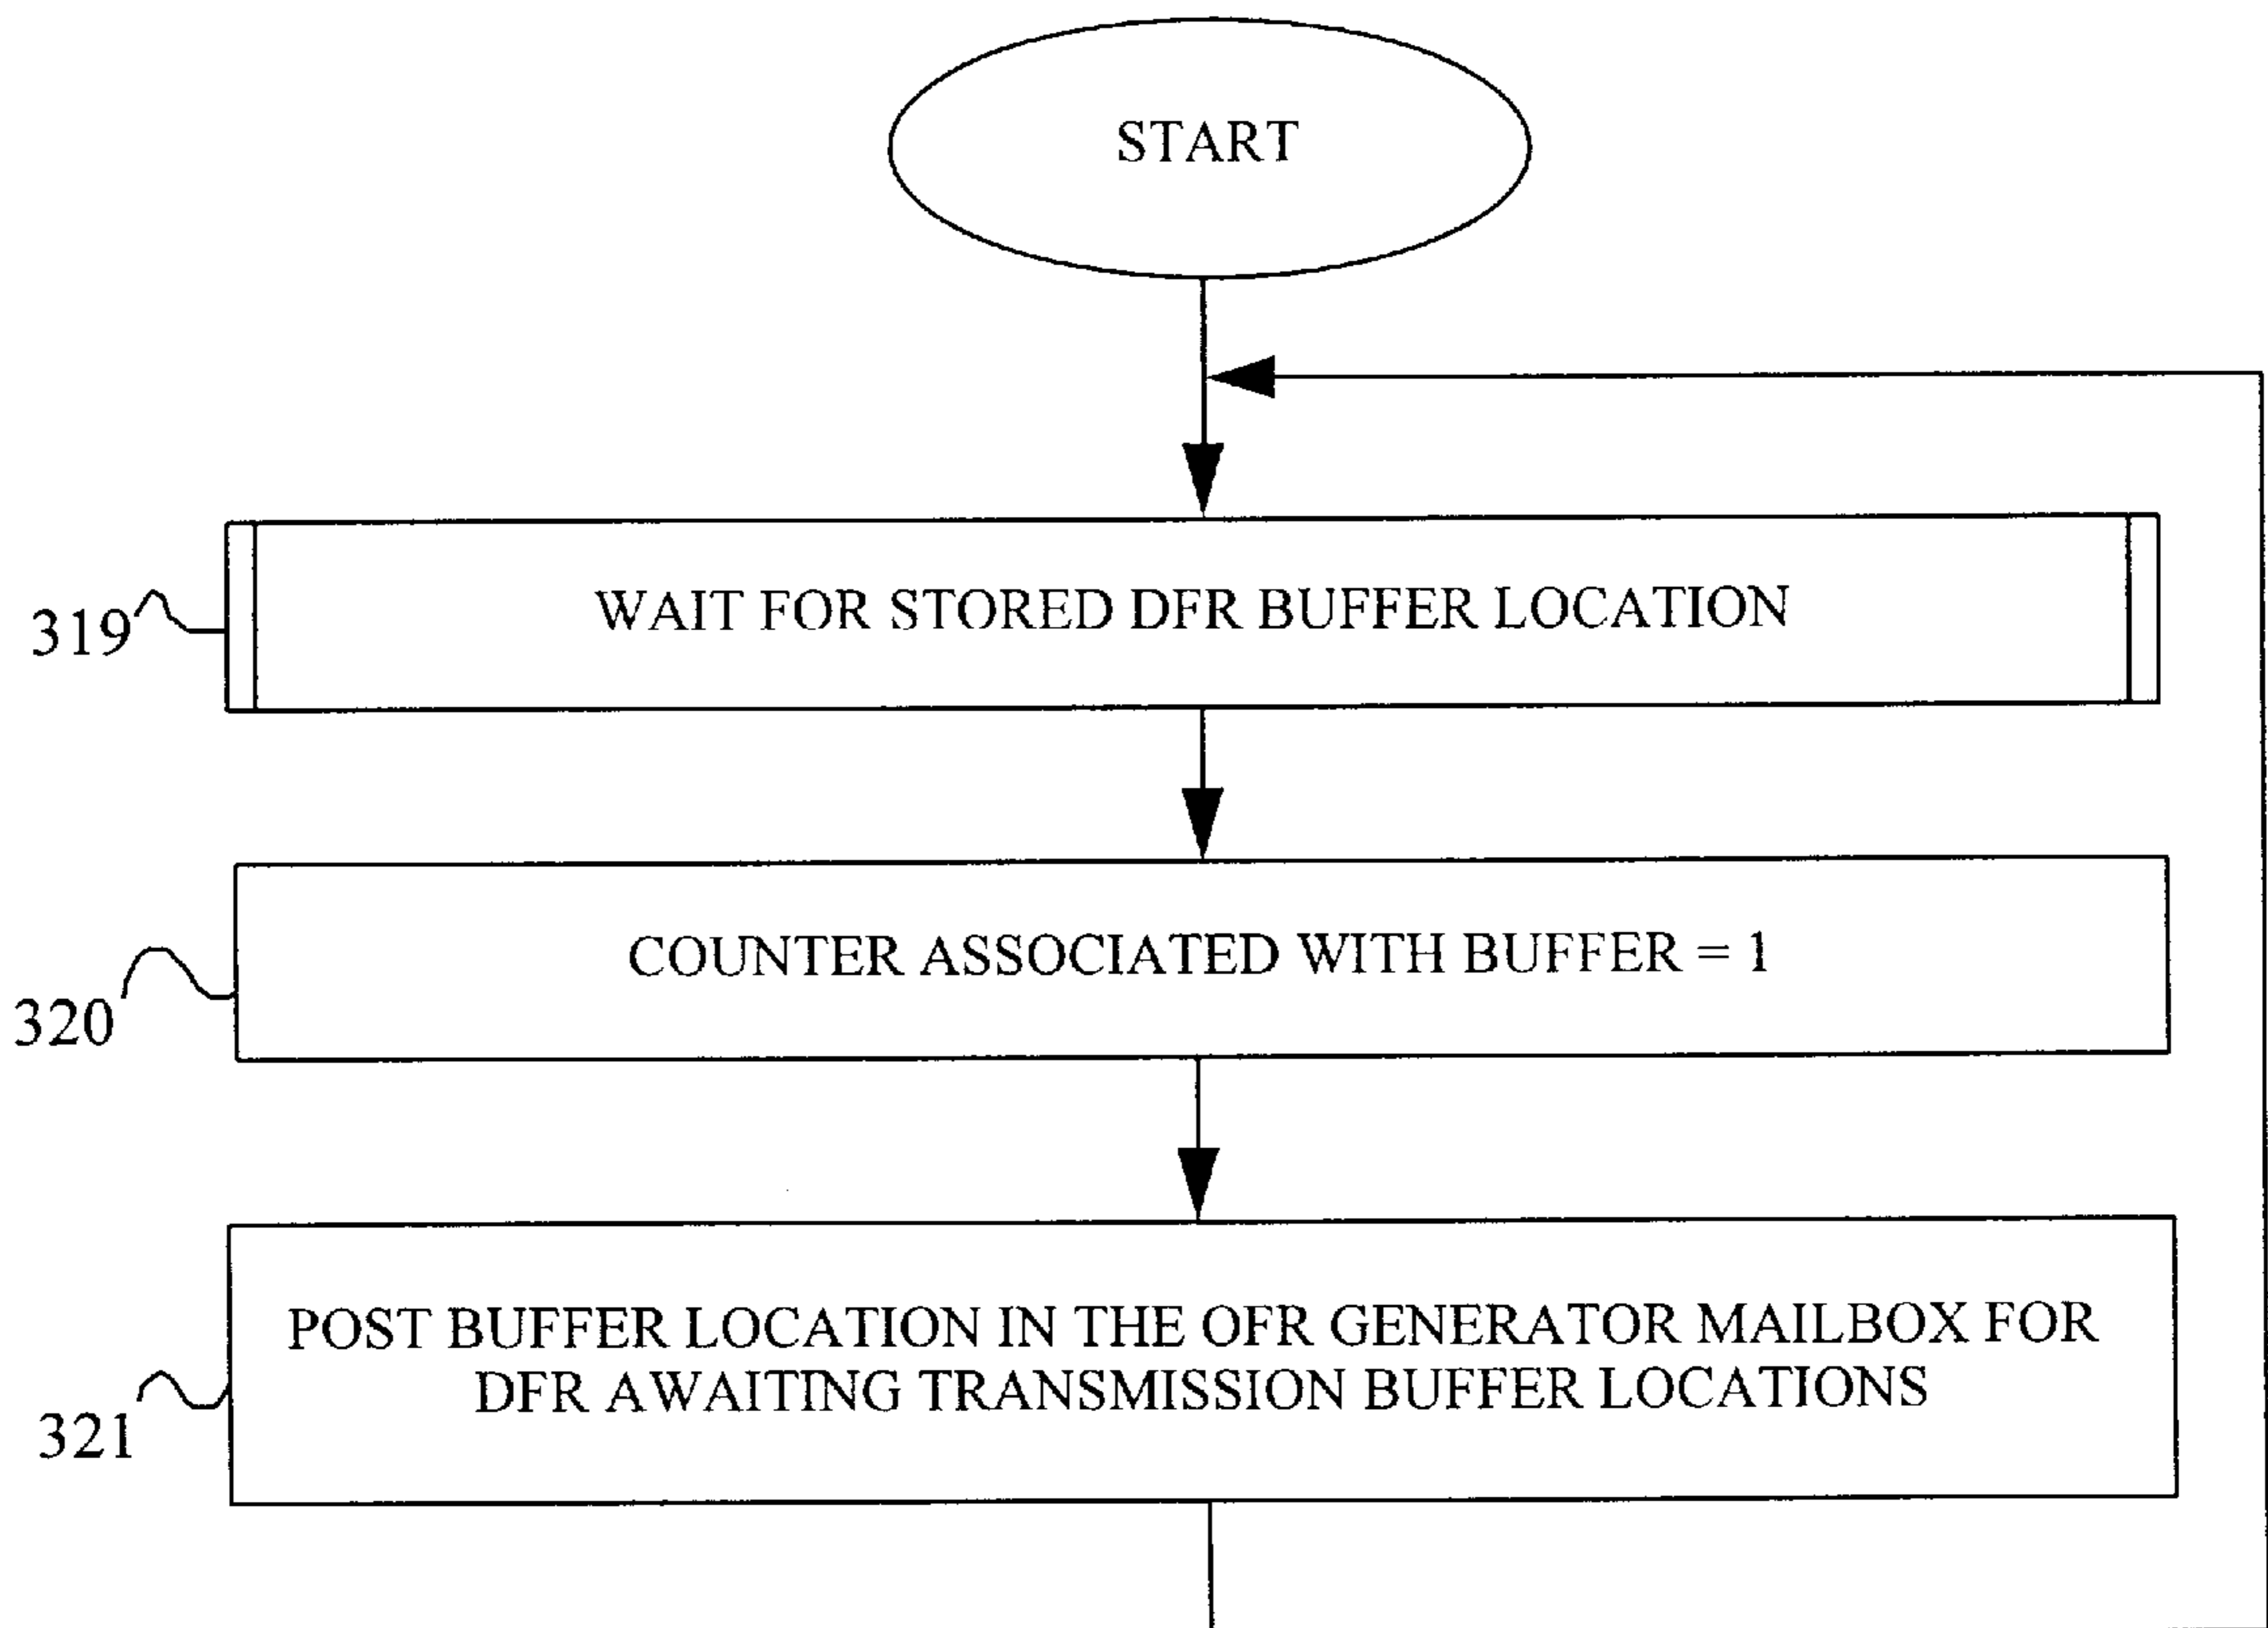 START
319
WAIT FOR STORED DFR BUFFER LOCATION
COUNTER ASSOCIATED WITH BUFFER = 1
320
POST BUFFER LOCATION IN THE OFR GENERATOR MAILBOX FOR
DFR AWAITING TRANSMISSION BUFFER LOCATIONS
321